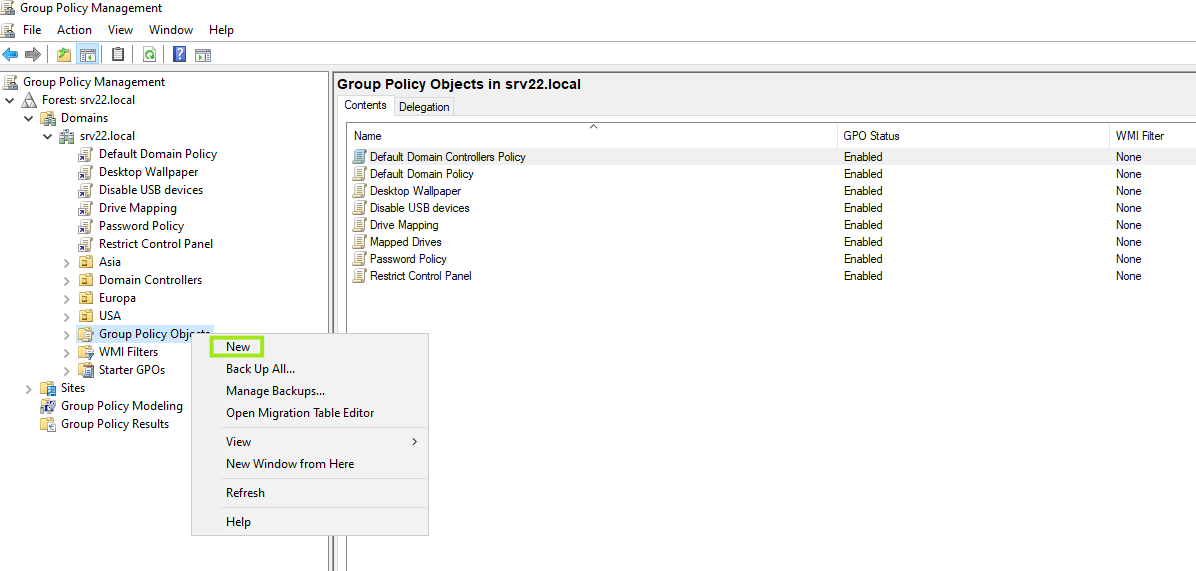 Group Policy Management
File Action View Window Help
Group Policy Management
Forest: srv22.local
Domains
srv22.local
Default Domain Policy
Desktop Wallpaper
Disable USB devices
Drive Mapping
Password Policy
Restrict Control Panel
Asia
Domain Controllers
Europa
USA
Group Policy Objects
WMI Filters
Starter GPOs
Sites
Group Policy Modeling
Group Policy Results
New
Back Up All...
Manage Backups...
Open Migration Table Editor
View
New Window from Here
Refresh
Help
Group Policy Objects in srv22.local
Contents Delegation
Name GPO Status WMI Filter
Default Domain Controllers Policy Enabled None
Default Domain Policy Enabled None
Desktop Wallpaper Enabled None
Disable USB devices Enabled None
Drive Mapping Enabled None
Mapped Drives Enabled None
Password Policy Enabled None
Restrict Control Panel Enabled None